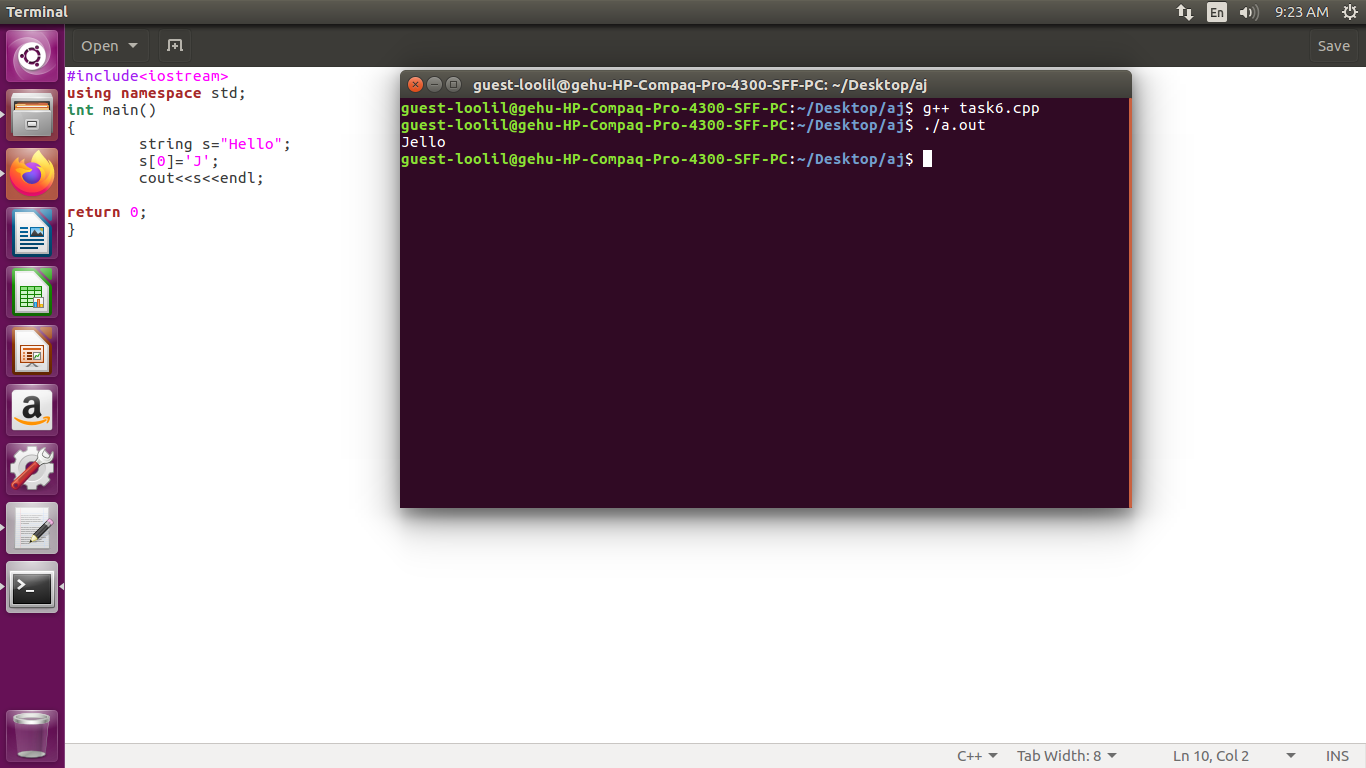 Terminal
En
9:23 AM
Open
Save
#include<iostream>
using namespace std;
int main()
{
string s="Hello";
s[0]='J';
cout<<s<<endl;
return 0;
}
guest-loolil@gehu-HP-Compaq-Pro-4300-SFF-PC: ~/Desktop/aj
guest-loolil@gehu-HP-Compaq-Pro-4300-SFF-PC:~/Desktop/aj$ g++ task6.cpp
guest-loolil@gehu-HP-Compaq-Pro-4300-SFF-PC:~/Desktop/aj$ ./a.out
Jello
guest-loolil@gehu-HP-Compaq-Pro-4300-SFF-PC:~/Desktop/aj$
a
>_
C++ Tab Width: 8 Ln 10, Col 2 INS